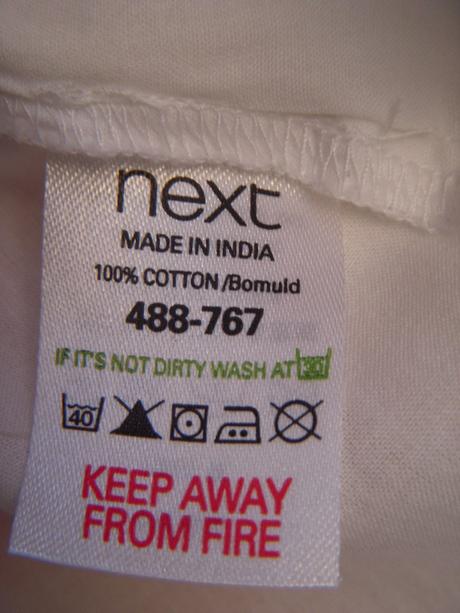 next
MADE IN INDIA
100% COTTON /Bomuld
488-767
IF IT'S NOT DIRTY WASH AT 30
40
KEEP AWAY
FROM FIRE